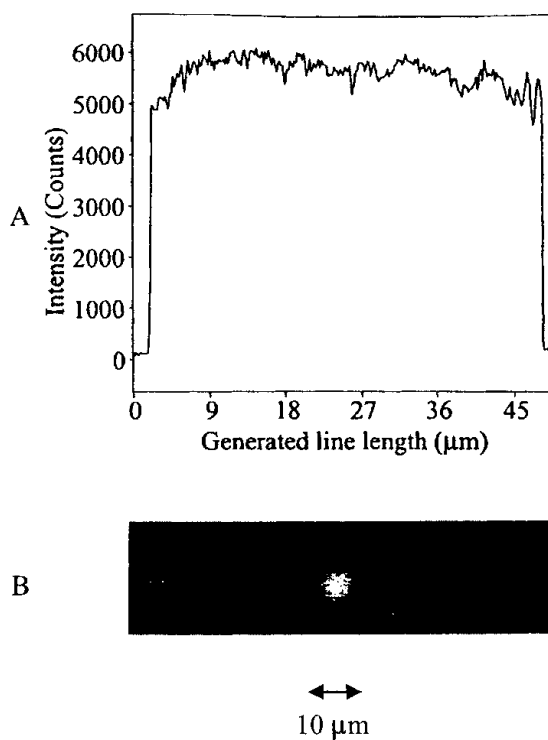 A
Intensity (Counts)
6000
5000
4000
3000
2000
1000
0
0 9 18 27 36 45
Generated line length (μm)
B
10 μm